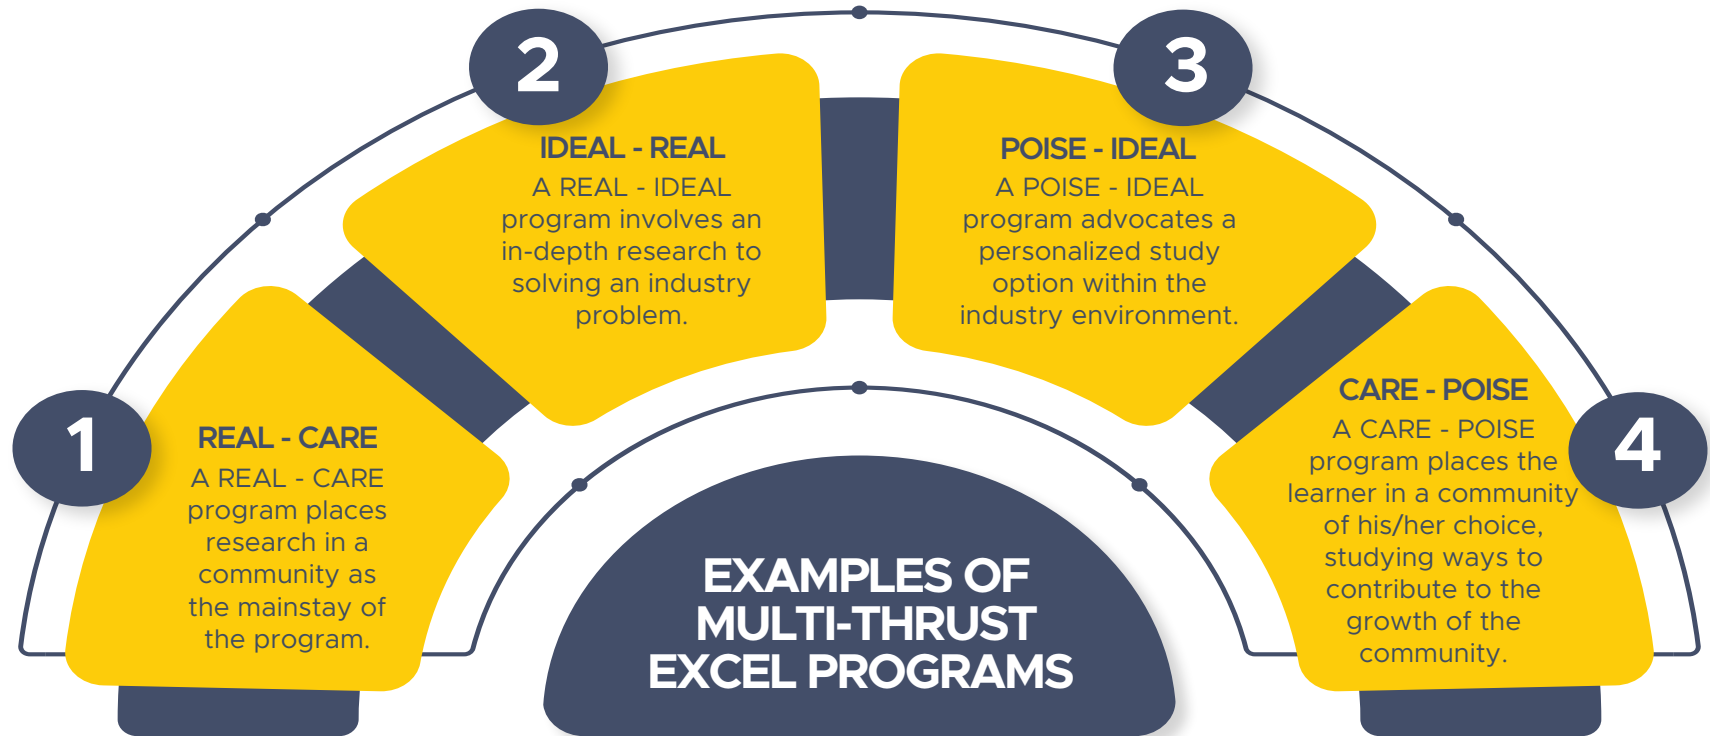 1
REAL - CARE
A REAL - CARE
program places
research in a
community as
the mainstay of
the program.
2
IDEAL - REAL
A REAL - IDEAL
program involves an
in-depth research to
solving an industry
problem.
3
POISE - IDEAL
A POISE - IDEAL
program advocates a
personalized study
option within the
industry environment.
4
CARE - POISE
A CARE - POISE
program places the
learner in a community
of his/her choice,
studying ways to
contribute to the
growth of the
community.
EXAMPLES OF
MULTI-THRUST
EXCEL PROGRAMS